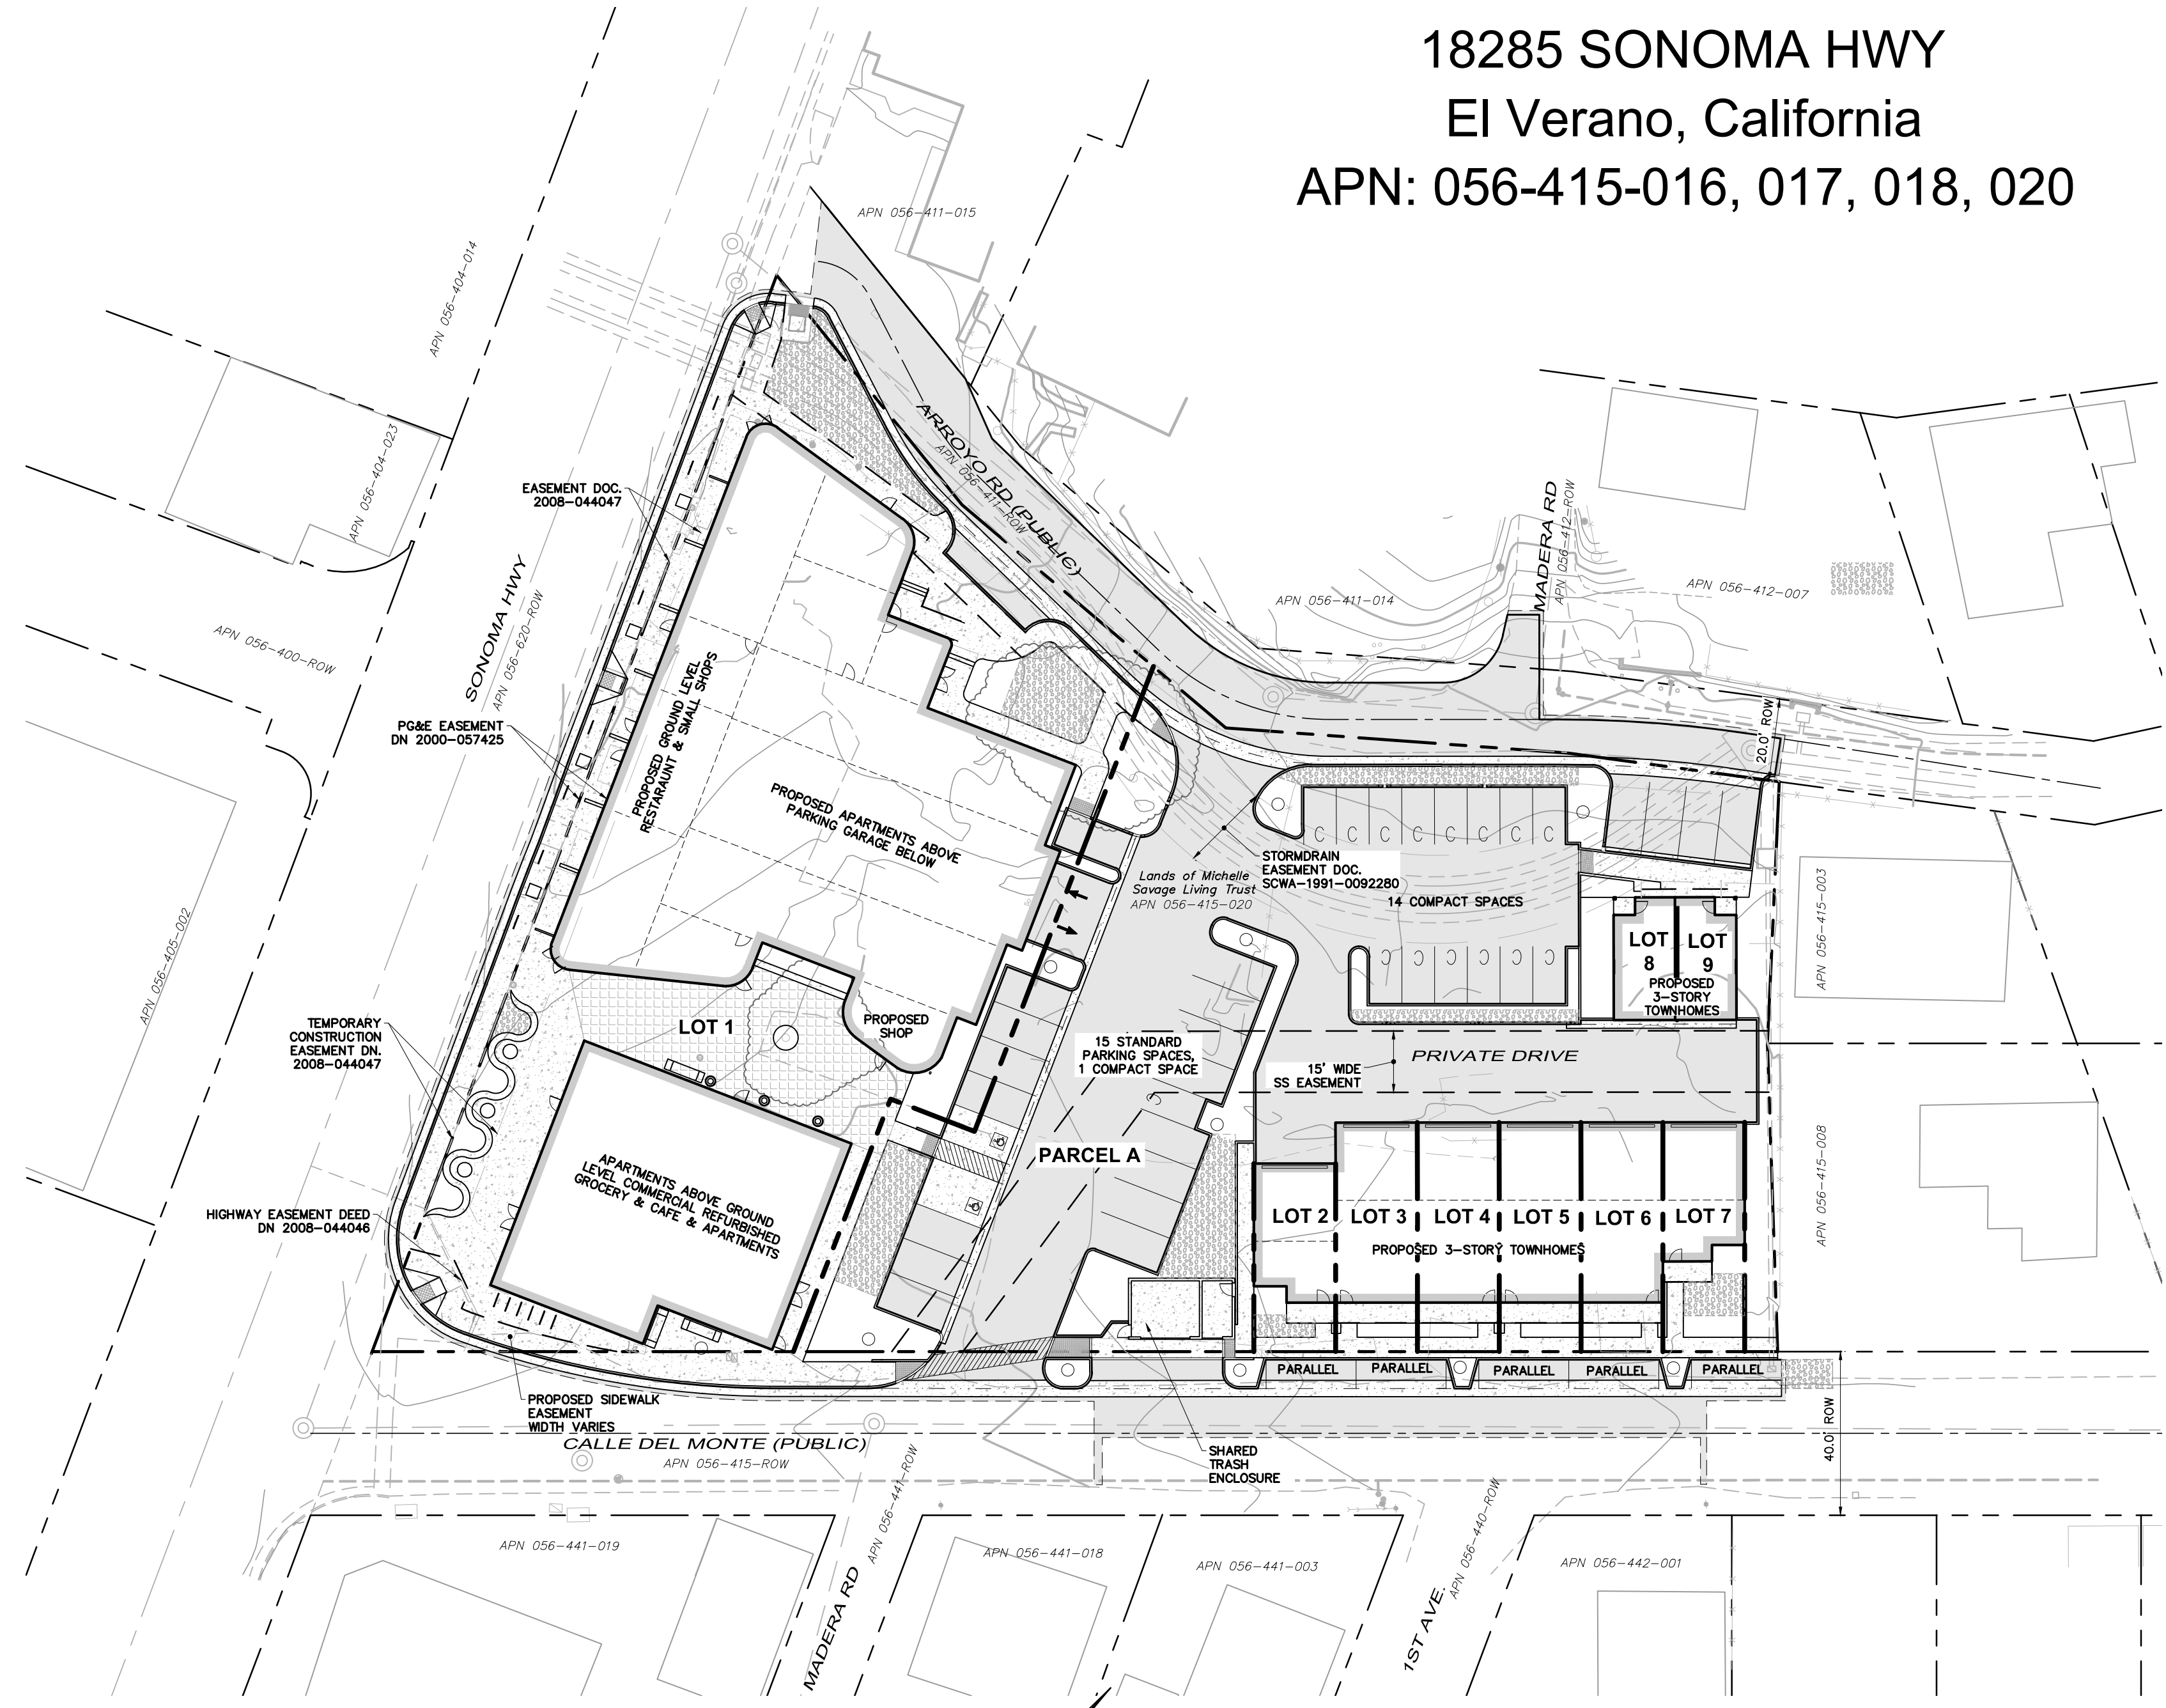 18285 SONOMA HWY
El Verano, California
APN: 056-415-016, 017, 018, 020
APN 056-411-015
APN 056-404-014
APN 056-404-023
ARROYO RD (PUBLIC)
APN 056-411-ROW
EASEMENT DOC.
2008-044047
MADERA RD
APN 056-412-ROW
APN 056-412-007
APN 056-411-014
SONOMA HWY
APN 056-620-ROW
APN 056-400-ROW
PG&E EASEMENT
DN 2000-057425
PROPOSED GROUND LEVEL
RESTARAUNT & SMALL SHOPS
PROPOSED APARTMENTS ABOVE
PARKING GARAGE BELOW
20.0' ROW
STORMDRAIN
EASEMENT DOC.
SCWA-1991-0092280
Lands of Michelle
Savage Living Trust
APN 056-415-020
C C C C C C C C
14 COMPACT SPACES
C C C C C C
APN 056-415-003
APN 056-405-002
LOT
8
LOT
9
PROPOSED
3-STORY
TOWNHOMES
TEMPORARY
CONSTRUCTION
EASEMENT DN.
2008-044047
LOT 1
PROPOSED
SHOP
15 STANDARD
PARKING SPACES,
1 COMPACT SPACE
C
PRIVATE DRIVE
15' WIDE
SS EASEMENT
PARCEL A
APN 056-415-008
APARTMENTS ABOVE GROUND
LEVEL COMMERCIAL REFURBISHED
GROCERY & CAFE & APARTMENTS
HIGHWAY EASEMENT DEED
DN 2008-044046
LOT 2
LOT 3
LOT 4
LOT 5
LOT 6
LOT 7
PROPOSED 3-STORY TOWNHOMES
PARALLEL
PARALLEL
PARALLEL
PARALLEL
PARALLEL
PROPOSED SIDEWALK
EASEMENT
WIDTH VARIES
CALLE DEL MONTE (PUBLIC)
APN 056-415-ROW
SHARED
TRASH
ENCLOSURE
40.0' ROW
APN 056-441-ROW
APN 056-440-ROW
APN 056-441-019
APN 056-441-018
APN 056-441-003
APN 056-442-001
MADERA RD
1ST AVE.